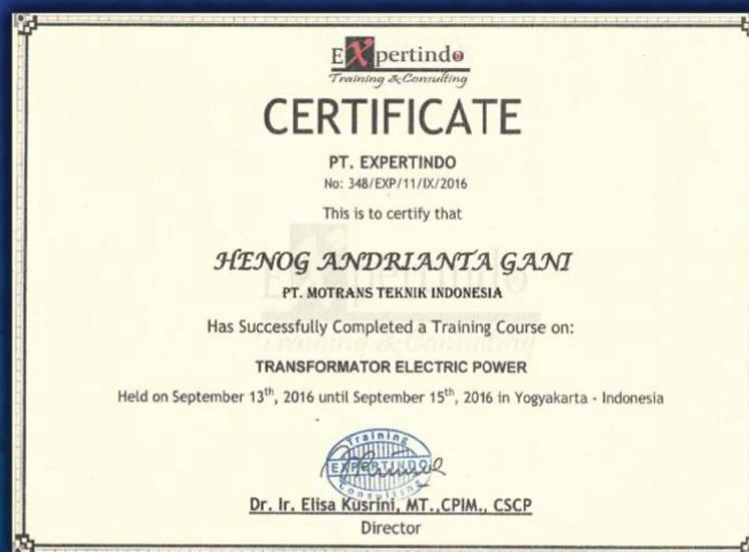 Expertindo
Training & Consulting
CERTIFICATE
PT. EXPERTINDO
No: 348/EXP/11/IX/2016
This is to certify that
HENOG ANDRIANTA GANI
PT. MOTRANS TEKNIK INDONESIA
Has Successfully Completed a Training Course on:
TRANSFORMATOR ELECTRIC POWER
Held on September 13th, 2016 until September 15th, 2016 in Yogyakarta - Indonesia
Training
EXPERTINDO
Consulting
Dr. Ir. Elisa Kusrini, MT.,CPIM., CSCP
Director